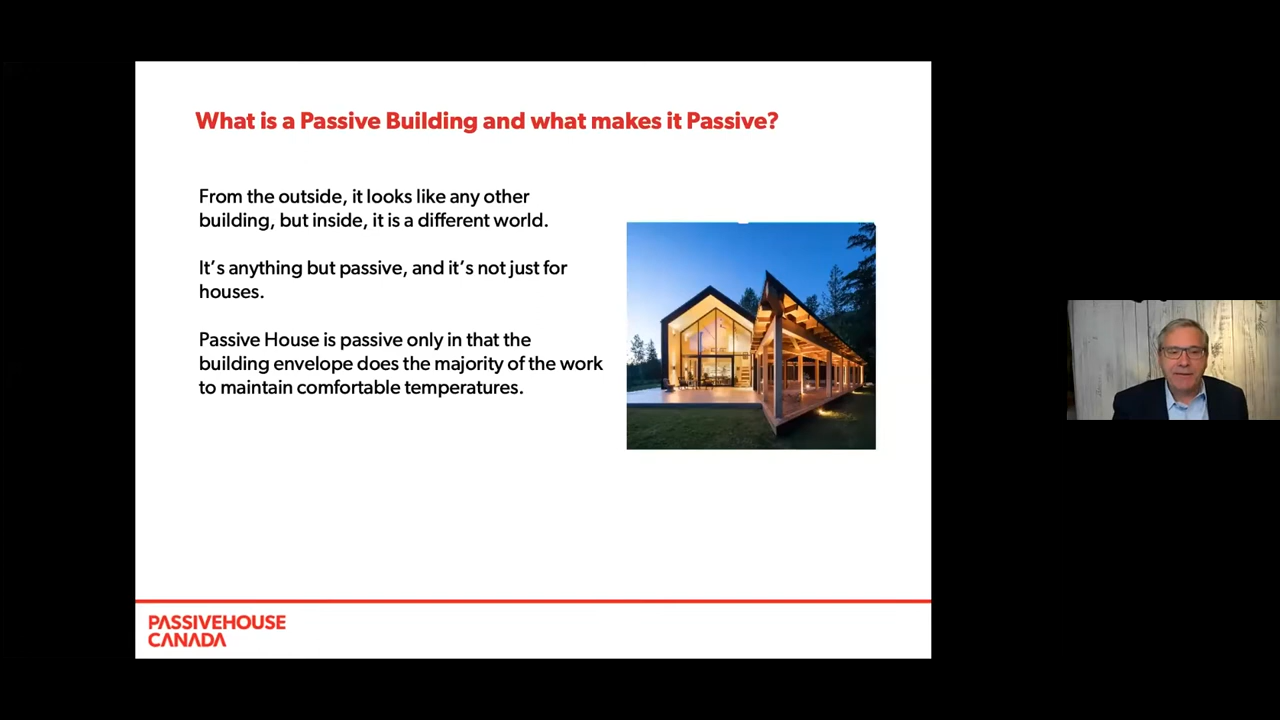 What is a Passive Building and what makes it Passive?
From the outside, it looks like any other
building, but inside, it is a different world.
It's anything but passive, and it's not just for
houses.
Passive House is passive only in that the
building envelope does the majority of the work
to maintain comfortable temperatures.
PASSIVEHOUSE
CANADA